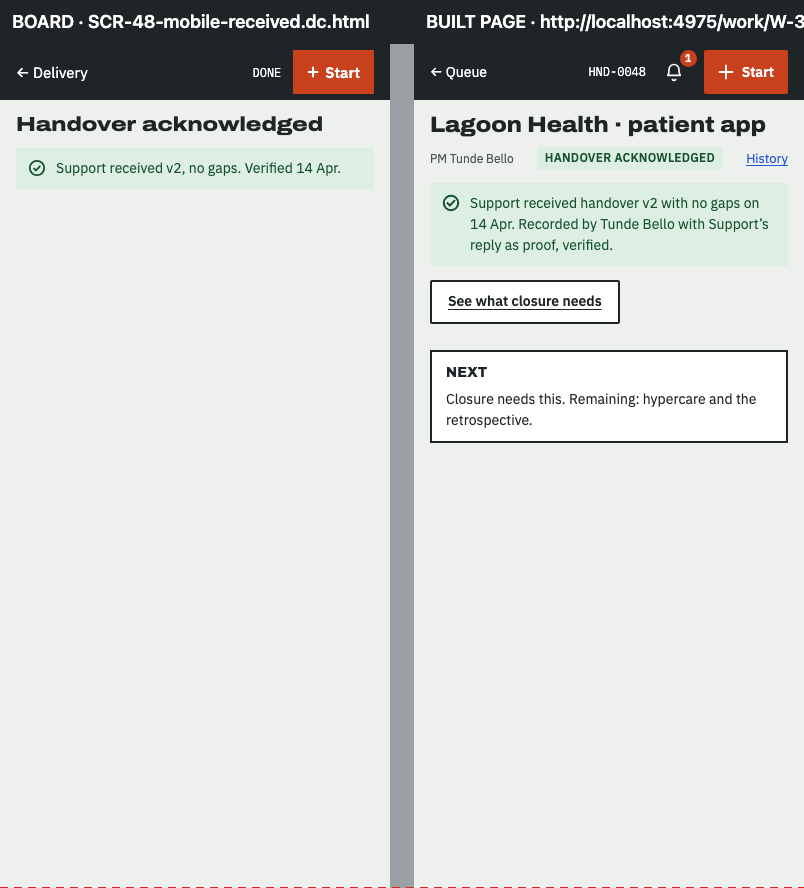 BOARD · SCR-48-mobile-received.dc.html
← Delivery
DONE
+ Start
Handover acknowledged
Support received v2, no gaps. Verified 14 Apr.
BUILT PAGE · http://localhost:4975/work/W-3
← Queue
HND-0048
1
+ Start
Lagoon Health · patient app
PM Tunde Bello
HANDOVER ACKNOWLEDGED
History
Support received handover v2 with no gaps on
14 Apr. Recorded by Tunde Bello with Support’s
reply as proof, verified.
See what closure needs
NEXT
Closure needs this. Remaining: hypercare and the
retrospective.